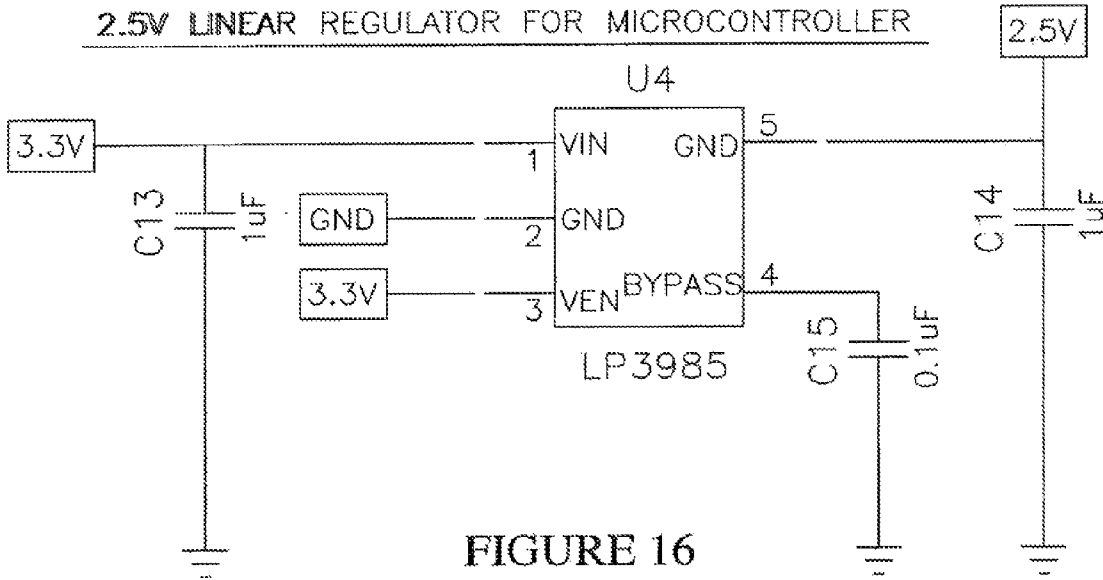 2.5V LINEAR REGULATOR FOR MICROCONTROLLER
2.5V
U4
3.3V
1
VIN
GND
5
C13
1uF
GND
2
GND
C14
1uF
3.3V
3
VEN
BYPASS
4
LP3985
C15
0.1uF
FIGURE 16